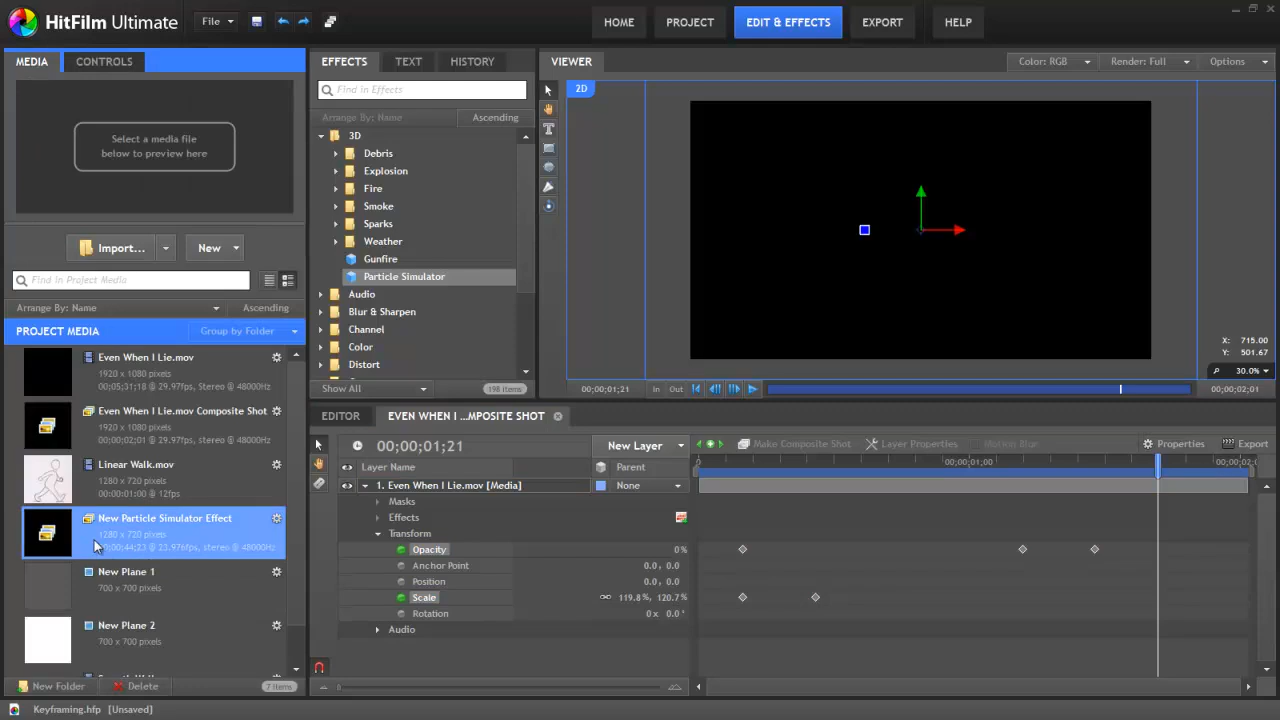 HitFilm Ultimate
File
HOME
PROJECT
EDIT & EFFECTS
EXPORT
HELP
MEDIA
CONTROLS
Select a media file
below to preview here
Import...
New
Find in Project Media
Arrange By: Name
Ascending
PROJECT MEDIA
Group by Folder
Even When I Lie.mov
1920 x 1080 pixels
00;05;31;18 @ 29.97fps, Stereo @ 48000Hz
Even When I Lie.mov Composite Shot
1920 x 1080 pixels
00;00;02;01 @ 29.97fps, stereo @ 48000Hz
Linear Walk.mov
1280 x 720 pixels
00:00:01:00 @ 12fps
New Particle Simulator Effect
1280 x 720 pixels
00:00:44:23 @ 23.976fps, stereo @ 48000Hz
New Plane 1
700 x 700 pixels
New Plane 2
700 x 700 pixels
New Folder
Delete
7 items
EFFECTS
TEXT
HISTORY
Find in Effects
Arrange By: Name
Ascending
3D
Debris
Explosion
Fire
Smoke
Sparks
Weather
Gunfire
Particle Simulator
Audio
Blur & Sharpen
Channel
Color
Distort
Show All
198 items
VIEWER
Color: RGB
Render: Full
Options
2D
X: 715.00
Y: 501.67
30.0%
00;00;01;21
In
Out
00;00;02;01
EDITOR
EVEN WHEN I ...MPOSITE SHOT
00;00;01;21
New Layer
Make Composite Shot
Layer Properties
Motion Blur
Properties
Export
Layer Name
Parent
00;00;01;00
00;00;02;0
1. Even When I Lie.mov [Media]
None
Masks
Effects
Transform
Opacity
0%
Anchor Point
0.0, 0.0
Position
0.0, 0.0
Scale
119.8%, 120.7%
Rotation
0 x 0.0°
Audio
Keyframing.hfp [Unsaved]